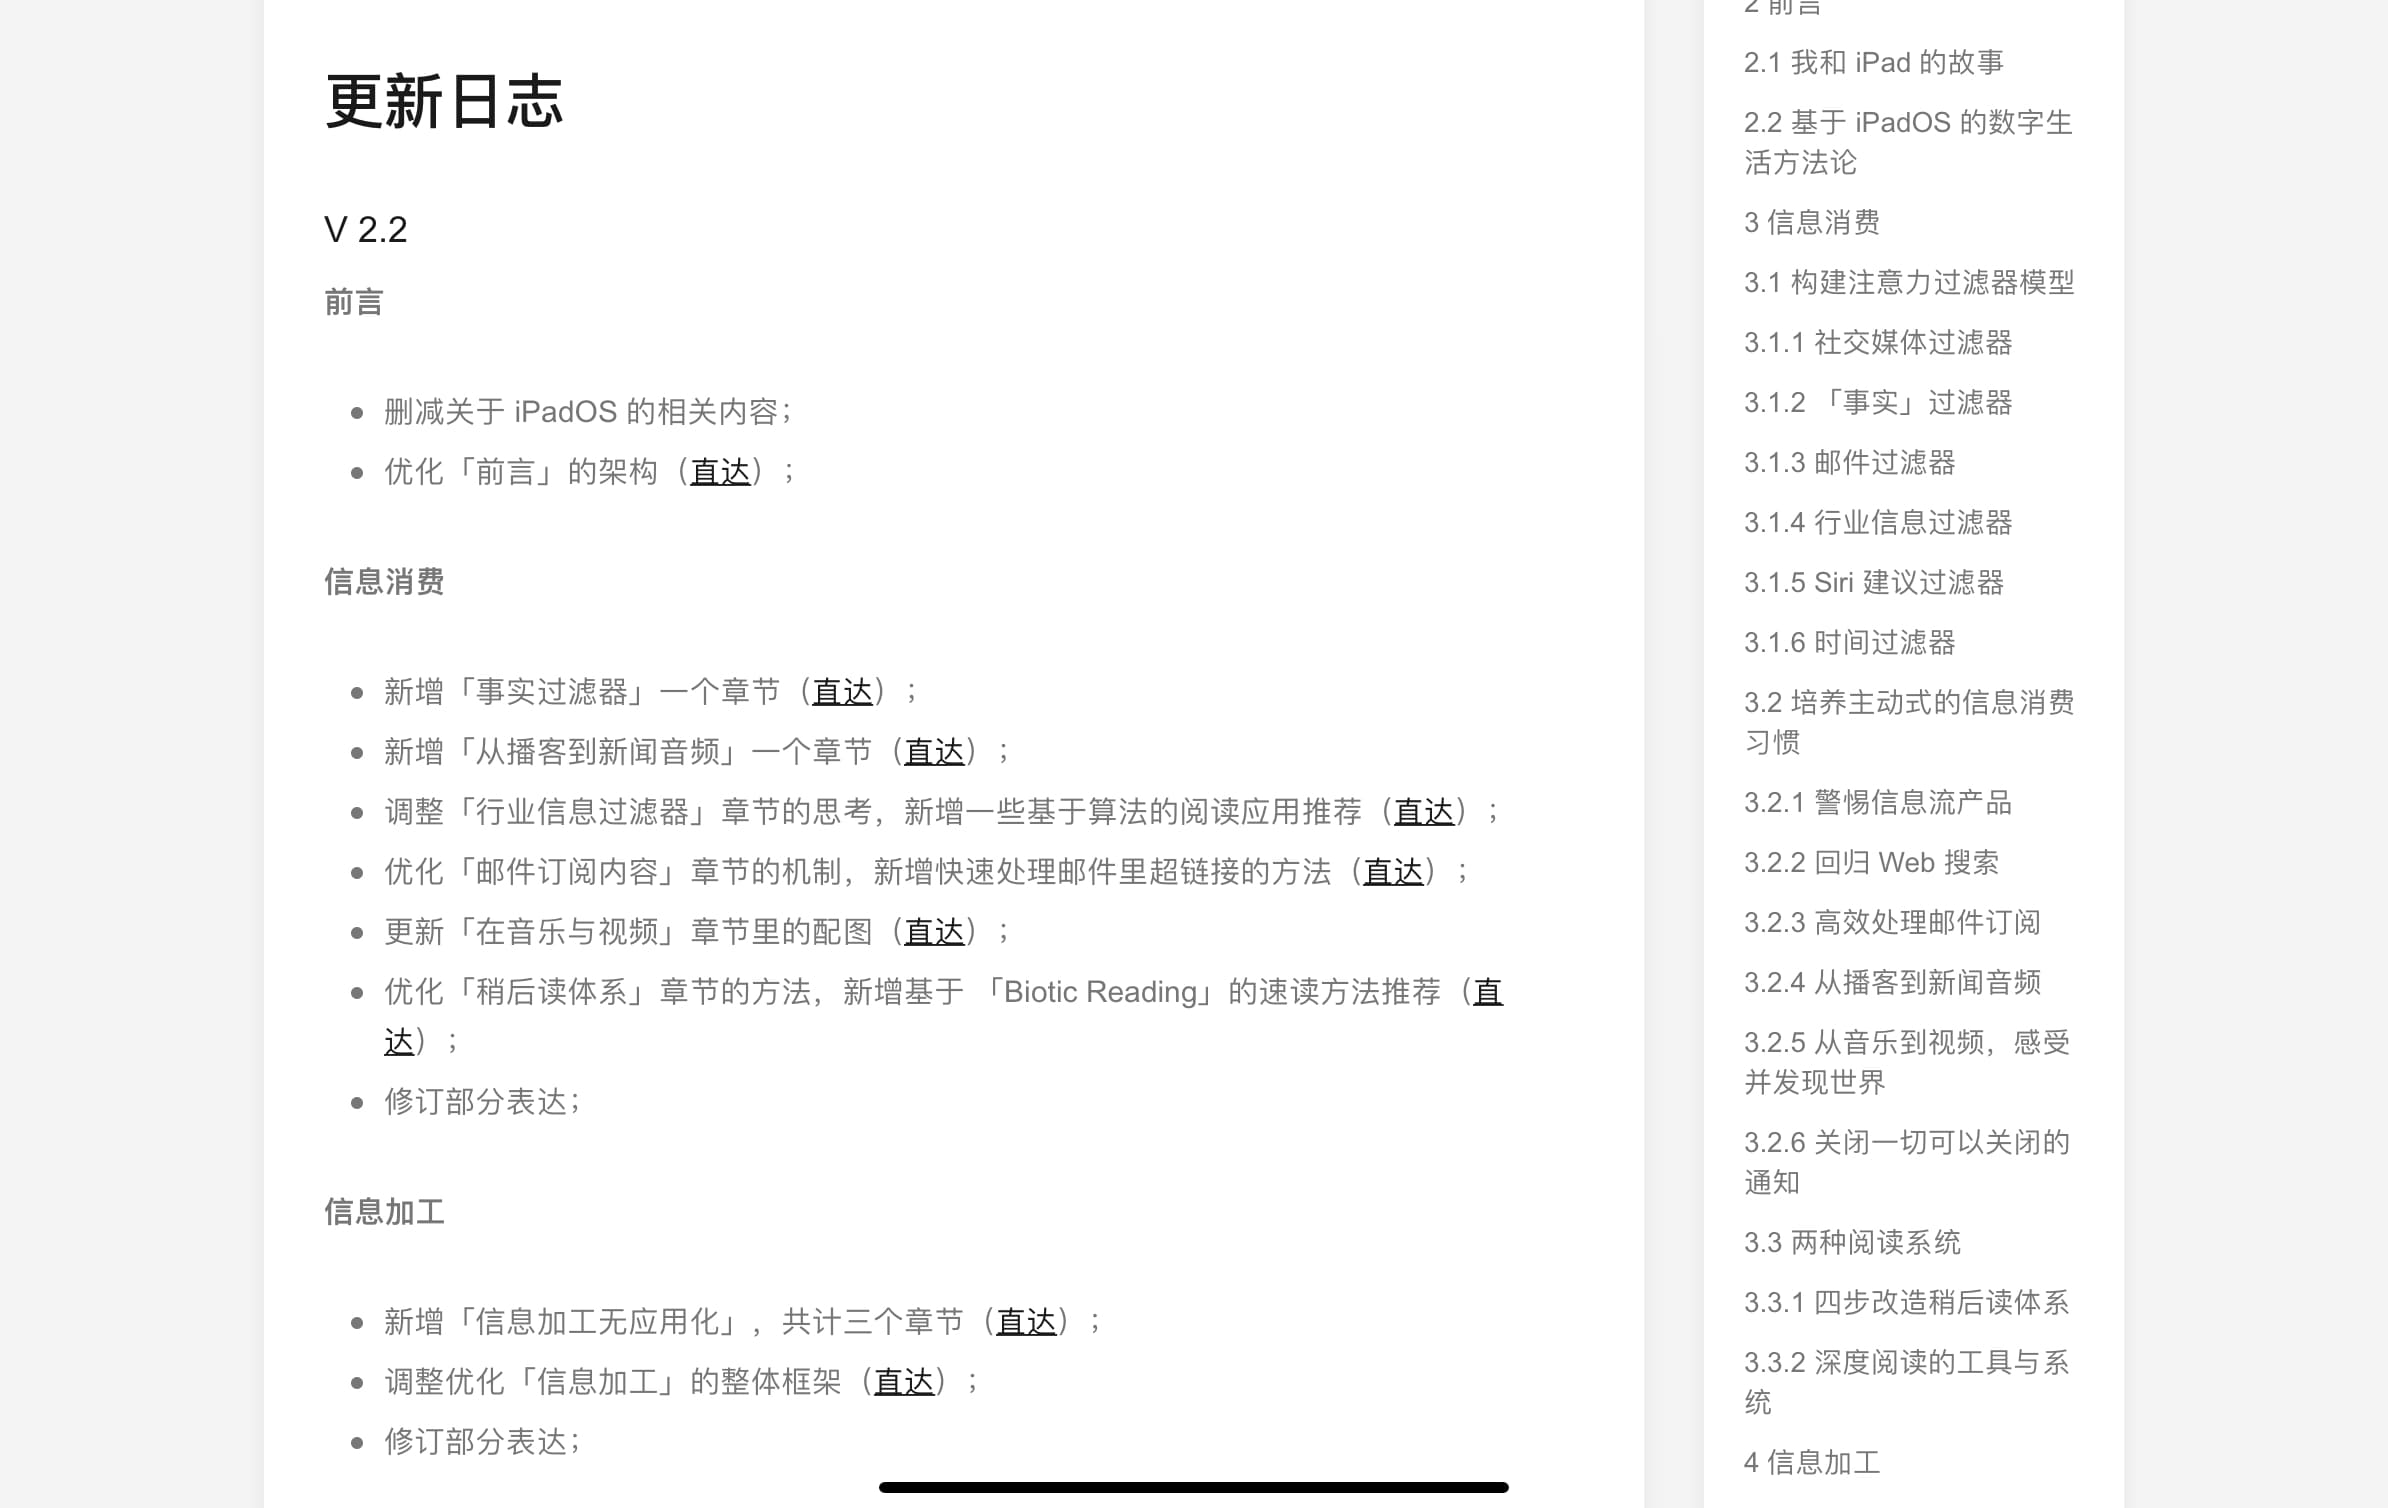 更新日志
V 2.2
前言
删减关于 iPadOS 的相关内容；
优化「前言」的架构（直达）；
信息消费
新增「事实过滤器」一个章节（直达）；
新增「从播客到新闻音频」一个章节（直达）；
调整「行业信息过滤器」章节的思考，新增一些基于算法的阅读应用推荐（直达）；
优化「邮件订阅内容」章节的机制，新增快速处理邮件里超链接的方法（直达）；
更新「在音乐与视频」章节里的配图（直达）；
优化「稍后读体系」章节的方法，新增基于 「Biotic Reading」的速读方法推荐（直
达）；
修订部分表达；
信息加工
新增「信息加工无应用化」，共计三个章节（直达）；
调整优化「信息加工」的整体框架（直达）；
修订部分表达；
2 前言
2.1 我和 iPad 的故事
2.2 基于 iPadOS 的数字生
活方法论
3 信息消费
3.1 构建注意力过滤器模型
3.1.1 社交媒体过滤器
3.1.2 「事实」过滤器
3.1.3 邮件过滤器
3.1.4 行业信息过滤器
3.1.5 Siri 建议过滤器
3.1.6 时间过滤器
3.2 培养主动式的信息消费
习惯
3.2.1 警惕信息流产品
3.2.2 回归 Web 搜索
3.2.3 高效处理邮件订阅
3.2.4 从播客到新闻音频
3.2.5 从音乐到视频，感受
并发现世界
3.2.6 关闭一切可以关闭的
通知
3.3 两种阅读系统
3.3.1 四步改造稍后读体系
3.3.2 深度阅读的工具与系
统
4 信息加工